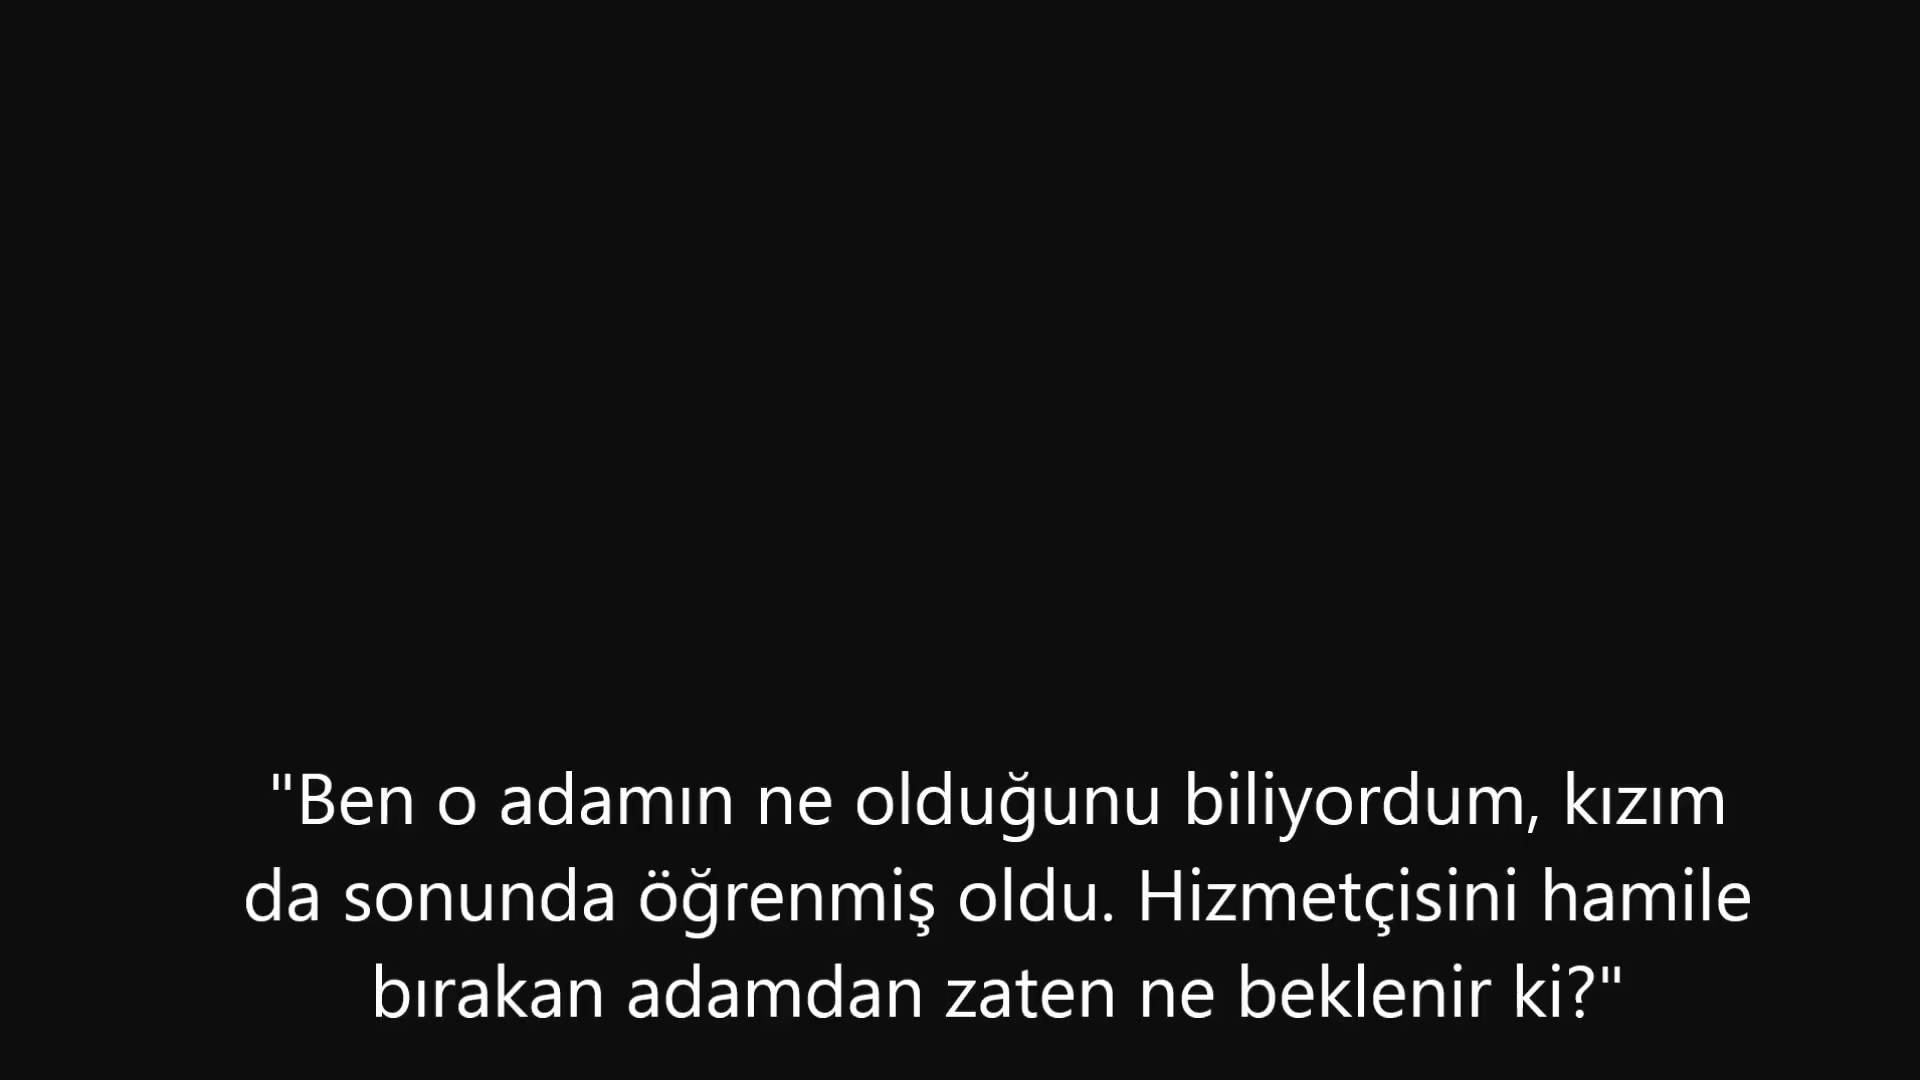 "Ben o adamın ne olduğunu biliyordum, kızım
da sonunda öğrenmiş oldu. Hizmetçisini hamile
bırakan adamdan zaten ne beklenir ki?"